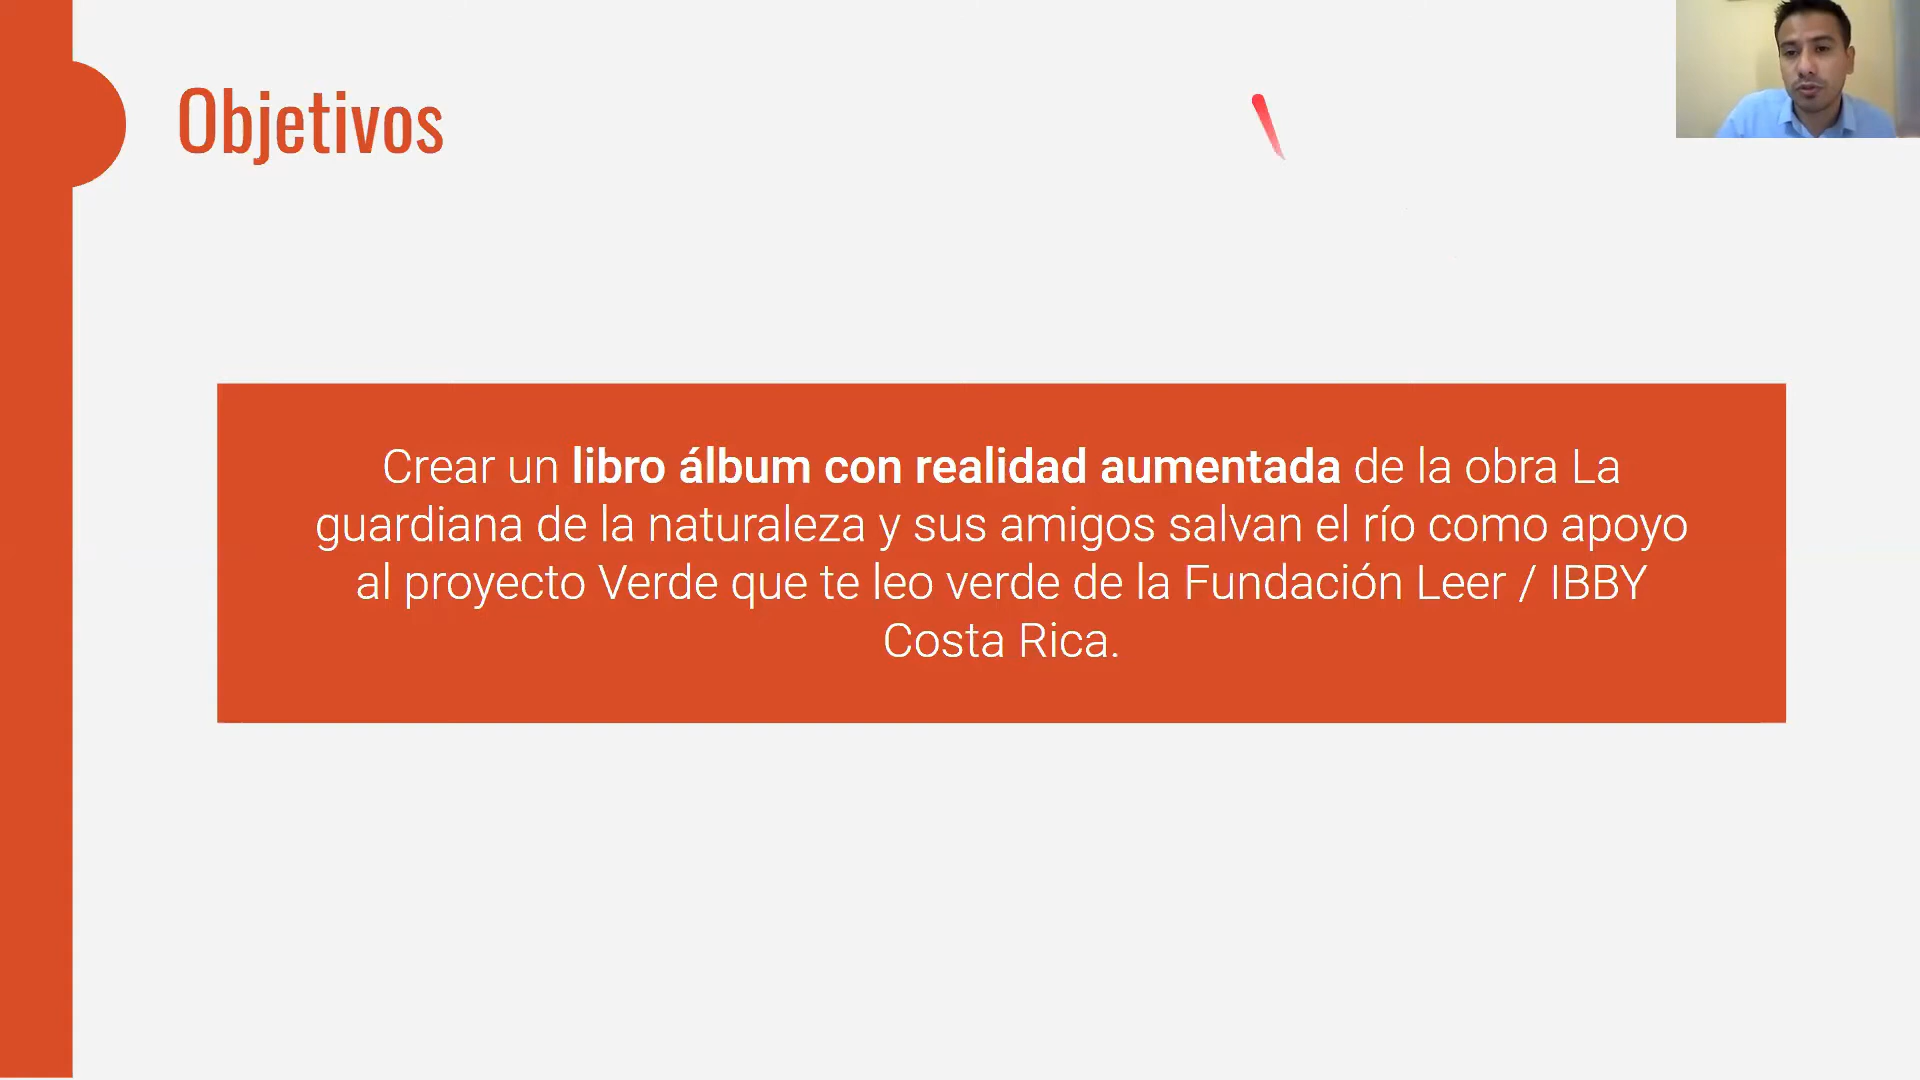 Objetivos
Crear un libro álbum con realidad aumentada de la obra La
guardiana de la naturaleza y sus amigos salvan el río como apoyo
al proyecto Verde que te leo verde de la Fundación Leer / IBBY
Costa Rica.